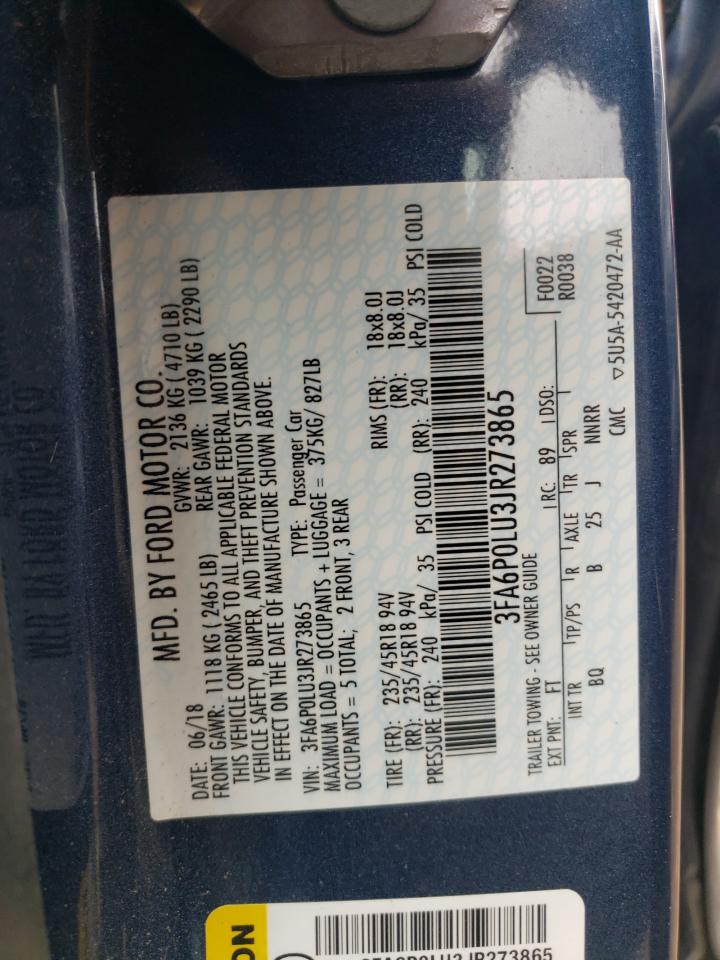 MFD. BY FORD MOTOR CO.
DATE: 06/18 GVWR: 2136 KG ( 4710 LB)
FRONT GAWR: 1118 KG ( 2465 LB) REAR GAWR: 1039 KG ( 2290 LB)
THIS VEHICLE CONFORMS TO ALL APPLICABLE FEDERAL MOTOR
VEHICLE SAFETY, BUMPER, AND THEFT PREVENTION STANDARDS
IN EFFECT ON THE DATE OF MANUFACTURE SHOWN ABOVE.
VIN: 3FA6P0LU3JR273865 TYPE: Passenger Car
MAXIMUM LOAD = OCCUPANTS + LUGGAGE = 375KG/ 827LB
OCCUPANTS = 5 TOTAL; 2 FRONT, 3 REAR
TIRE (FR): 235/45R18 94V RIMS (FR): 18x8.0J
(RR): 235/45R18 94V (RR): 18x8.0J
PRESSURE (FR): 240 kPa/ 35 PSI COLD (RR): 240 kPa/ 35 PSI COLD
3FA6P0LU3JR273865
TRAILER TOWING - SEE OWNER GUIDE F0022
EXT PNT: FT RC: 89 DSO: R0038
INT TR TP/PS R AXLE TR SPR
BQ B 25 J NNRR
CMC ▽5U5A-5420472-AA
ON
3FA6P0LU3JR273865